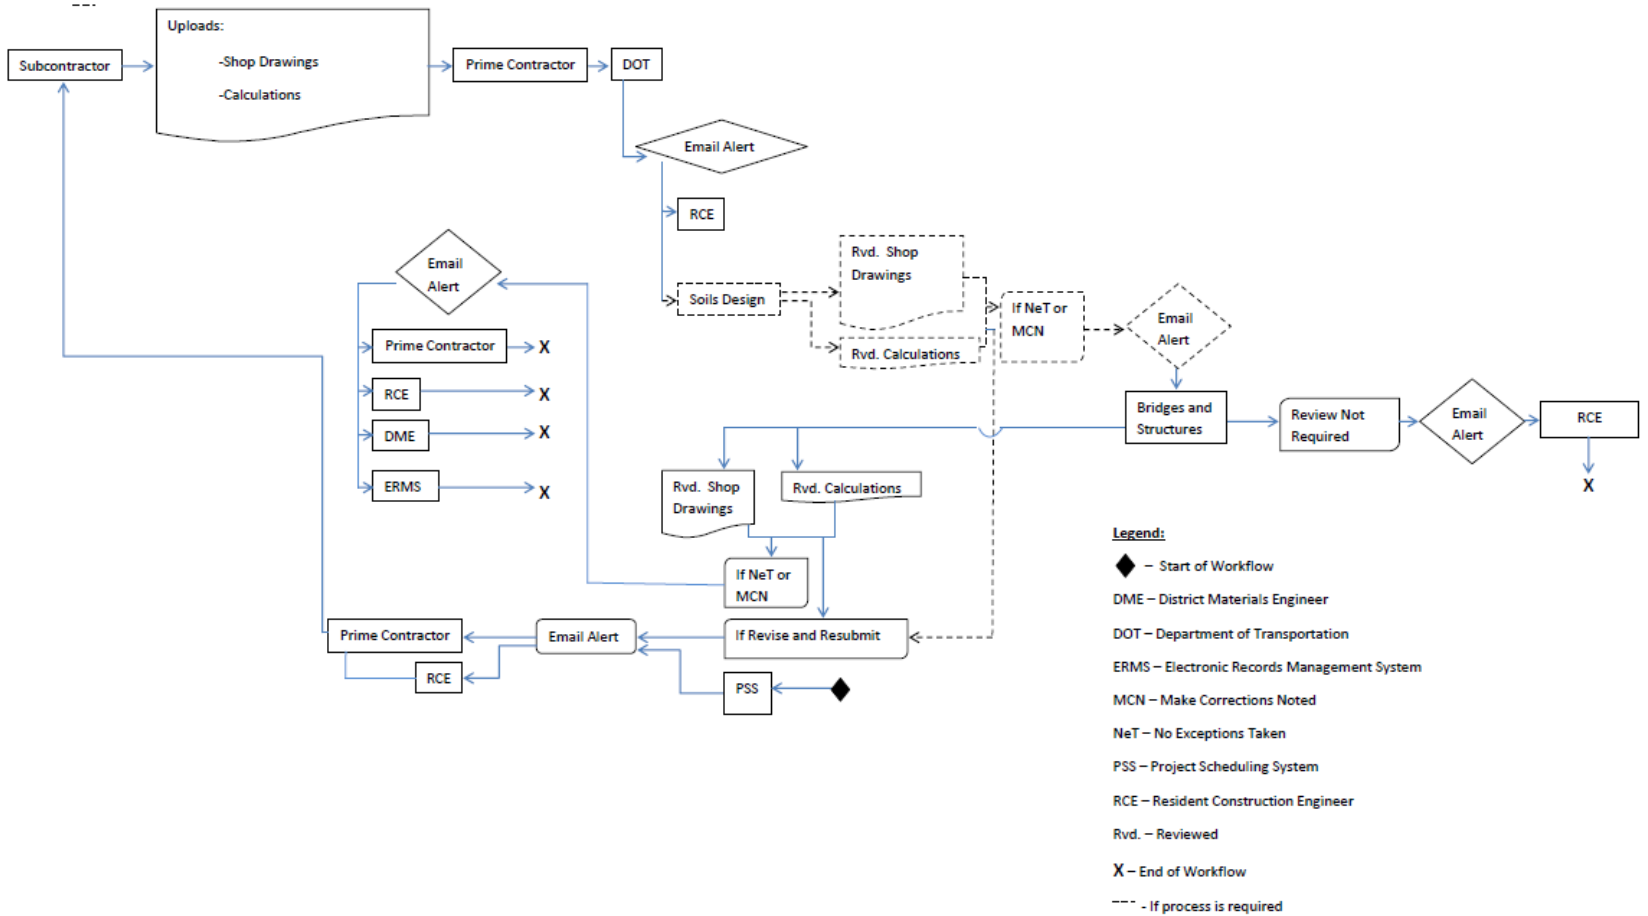 Uploads:
-Shop Drawings
-Calculations
Subcontractor
Prime Contractor
DOT
Email Alert
RCE
Soils Design
Rvd. Shop
Drawings
Rvd. Calculations
If NeT or
MCN
Email
Alert
Bridges and
Structures
Review Not
Required
Email
Alert
RCE
X
Email
Alert
Prime Contractor
X
RCE
X
DME
X
ERMS
X
Rvd. Shop
Drawings
Rvd. Calculations
If NeT or
MCN
If Revise and Resubmit
Email Alert
Prime Contractor
RCE
PSS
Legend:
– Start of Workflow
DME – District Materials Engineer
DOT – Department of Transportation
ERMS – Electronic Records Management System
MCN – Make Corrections Noted
NeT – No Exceptions Taken
PSS – Project Scheduling System
RCE – Resident Construction Engineer
Rvd. – Reviewed
X – End of Workflow
--- - If process is required